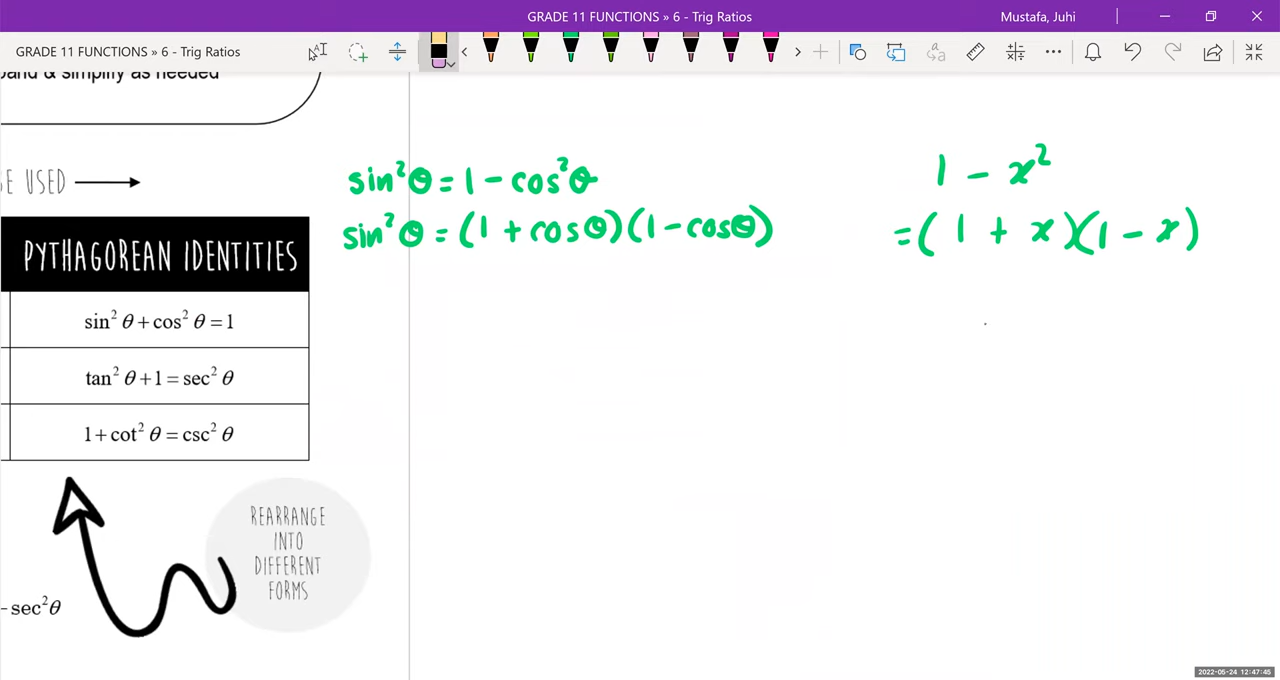 GRADE 11 FUNCTIONS » 6 - Trig Ratios
Mustafa, Juhi
GRADE 11 FUNCTIONS » 6 - Trig Ratios
& simplify as needed
USED
sin²θ = 1 - cos²θ
sin²θ = (1 + cosθ)(1 - cosθ)
1 - x²
= (1 + x)(1 - x)
PYTHAGOREAN IDENTITIES
sin² θ + cos² θ = 1
tan² θ + 1 = sec² θ
1 + cot² θ = csc² θ
REARRANGE
INTO
DIFFERENT
FORMS
- sec²θ
2022-05-24 12:47:45